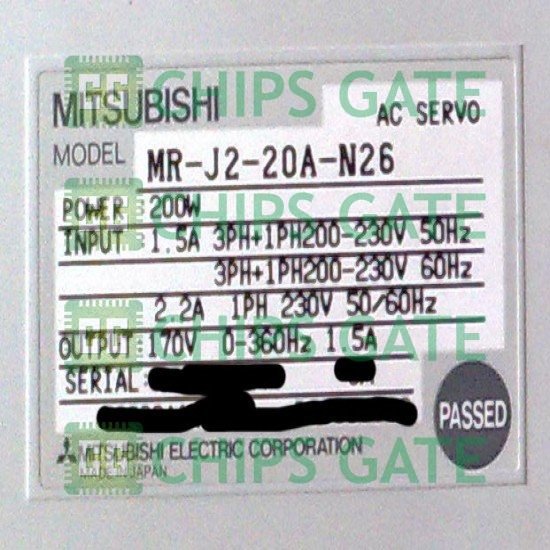 CHIPS GATE
MITSUBISHI
AC SERVO
MODEL MR-J2-20A-N26
CHIPS GATE
POWER 200W
INPUT 1.5A 3PH+1PH200-230V 50Hz
3PH+1PH200-230V 60Hz
2.2A 1PH 230V 50/60Hz
CHIPS GATE
OUTPUT 170V 0-360Hz 1.5A
SERIAL
PASSED
MITSUBISHI ELECTRIC CORPORATION
CHIPS GATE
MADE IN JAPAN